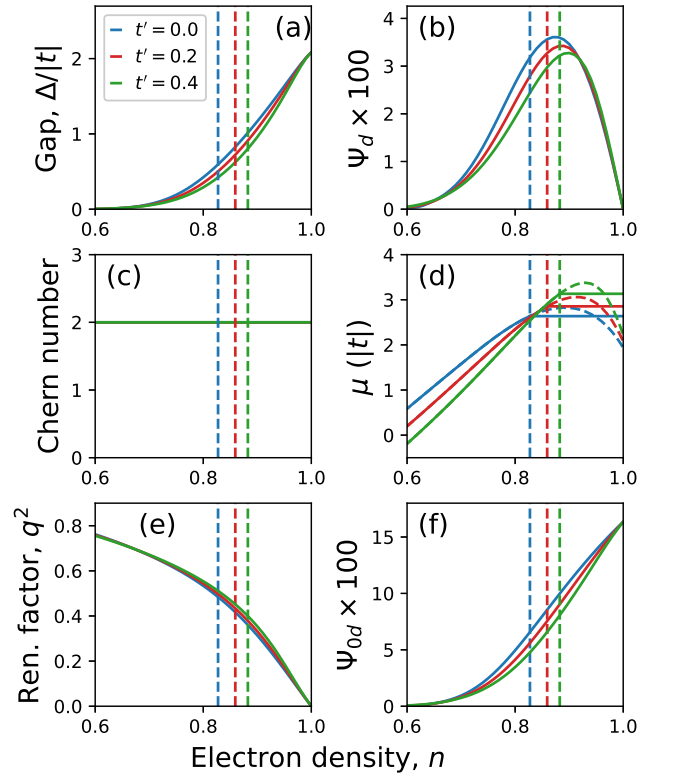 (a)
t′ = 0.0
t′ = 0.2
t′ = 0.4
Gap, Δ/|t|
2
1
0
0.6 0.8 1.0
(b)
Ψd × 100
4
3
2
1
0
0.6 0.8 1.0
(c)
Chern number
3
2
1
0
0.6 0.8 1.0
(d)
μ (|t|)
4
3
2
1
0
0.6 0.8 1.0
(e)
Ren. factor, q²
0.8
0.6
0.4
0.2
0.0
0.6 0.8 1.0
(f)
Ψ0d × 100
15
10
5
0
0.6 0.8 1.0
Electron density, n